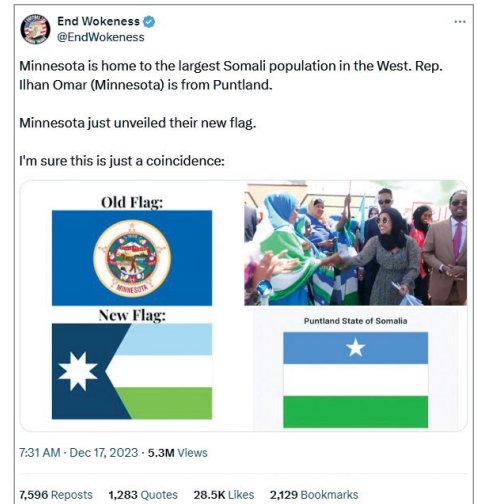 End Wokeness
@EndWokeness
Minnesota is home to the largest Somali population in the West. Rep.
Ilhan Omar (Minnesota) is from Puntland.
Minnesota just unveiled their new flag.
I'm sure this is just a coincidence:
Old Flag:
MINNESOTA
New Flag:
Puntland State of Somalia
7:31 AM · Dec 17, 2023 · 5.3M Views
7,596 Reposts 1,283 Quotes 28.5K Likes 2,129 Bookmarks